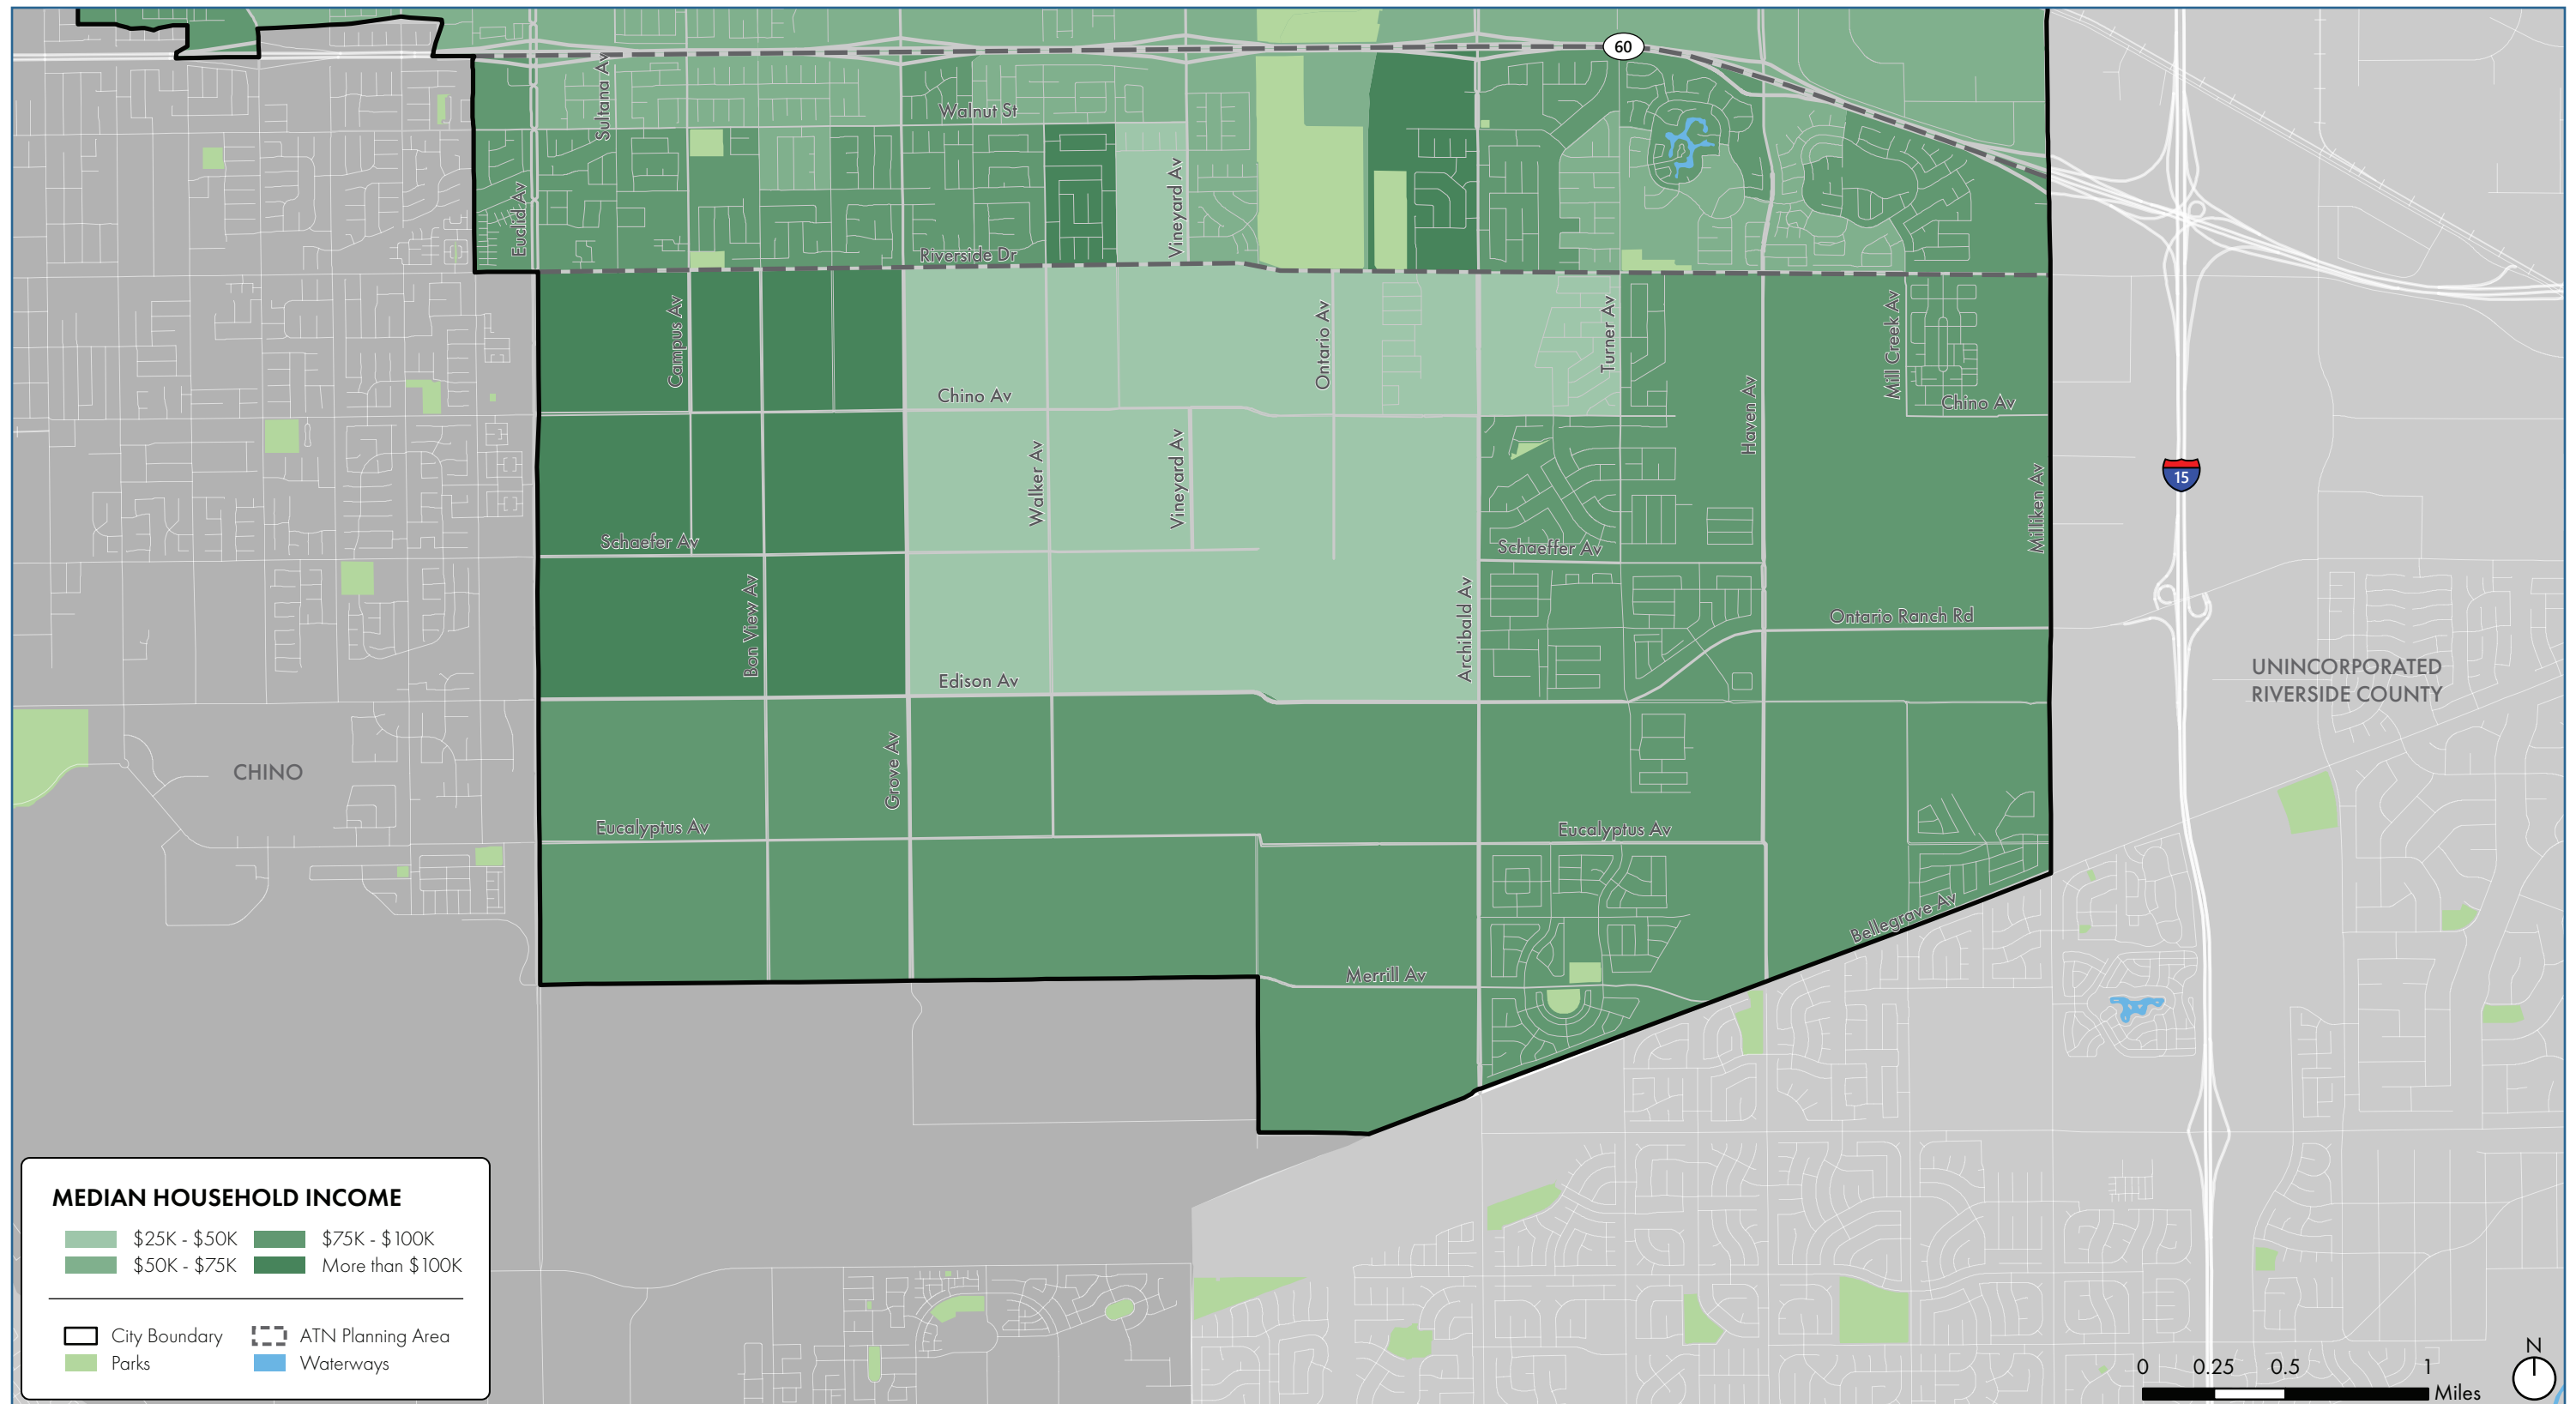 60
Sultana Av
Walnut St
Euclid Av
Vineyard Av
Riverside Dr
Campus Av
Ontario Av
Turner Av
Mill Creek Av
Chino Av
Haven Av
Chino Av
Walker Av
Vineyard Av
Milliken Av
15
Schaefer Av
Schaeffer Av
Bon View Av
Archibald Av
Ontario Ranch Rd
Edison Av
UNINCORPORATED
RIVERSIDE COUNTY
CHINO
Grove Av
Eucalyptus Av
Eucalyptus Av
Bellegrave Av
Merrill Av
MEDIAN HOUSEHOLD INCOME
$25K - $50K
$75K - $100K
$50K - $75K
More than $100K
City Boundary
ATN Planning Area
Parks
Waterways
N
0 0.25 0.5 1
Miles